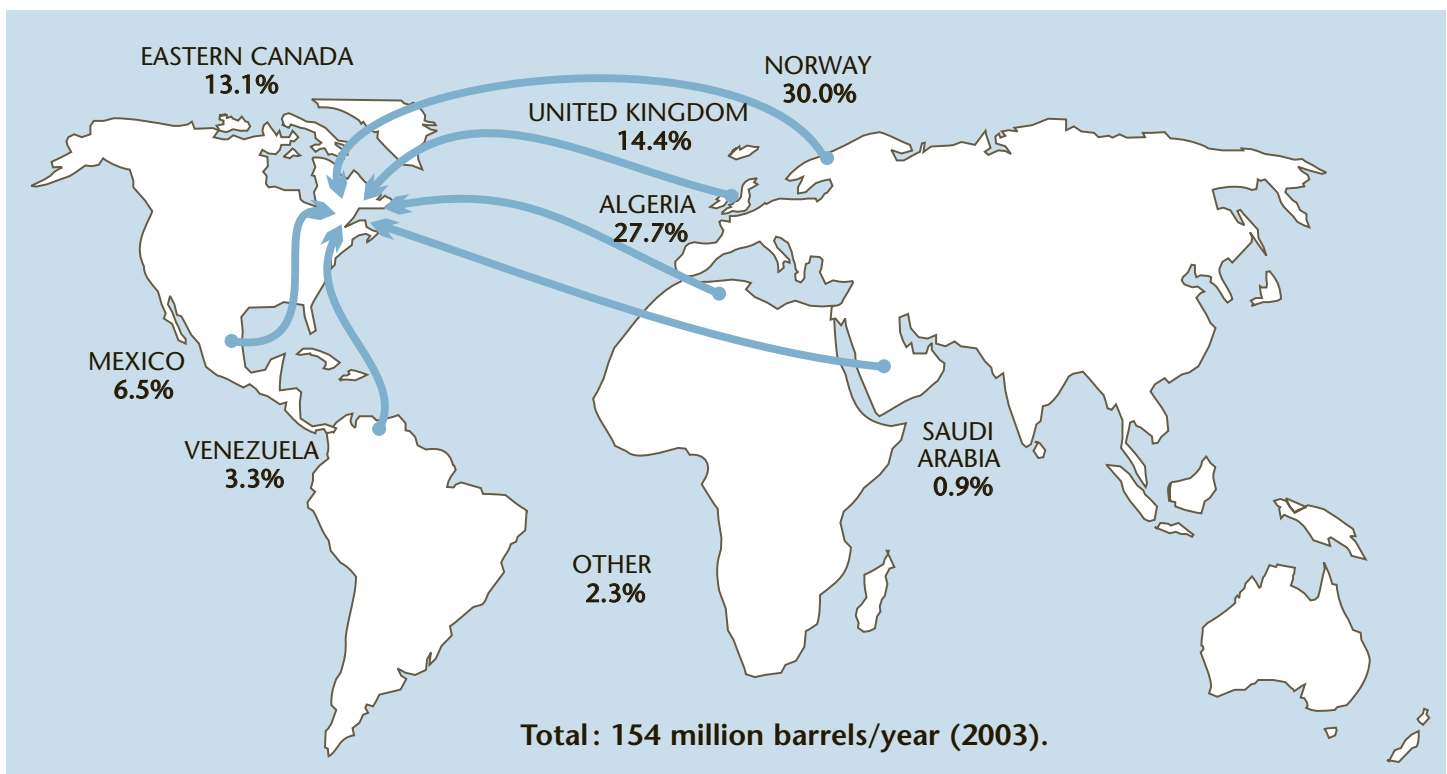 EASTERN CANADA
13.1%
NORWAY
30.0%
UNITED KINGDOM
14.4%
ALGERIA
27.7%
MEXICO
6.5%
VENEZUELA
3.3%
SAUDI
ARABIA
0.9%
OTHER
2.3%
Total : 154 million barrels/year (2003).